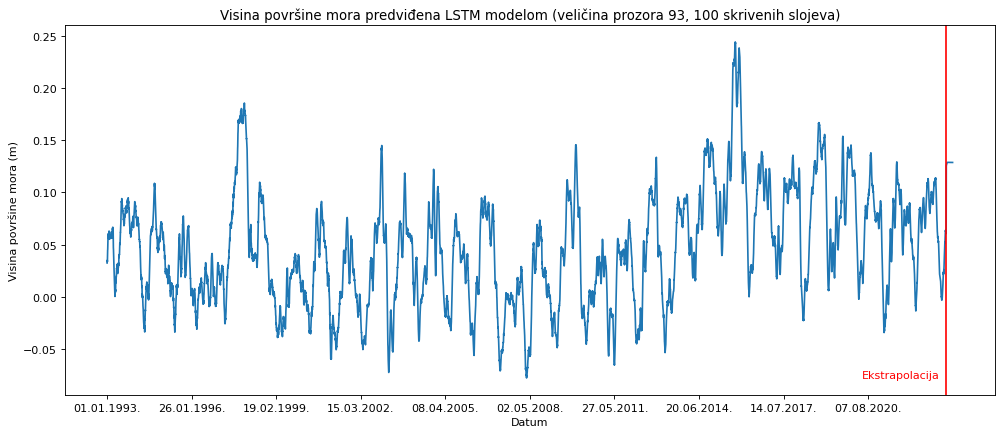 Visina površine mora predviđena LSTM modelom (veličina prozora 93, 100 skrivenih slojeva)
Visina površine mora (m)
0.25
0.20
0.15
0.10
0.05
0.00
−0.05
Ekstrapolacija
01.01.1993. 26.01.1996. 19.02.1999. 15.03.2002. 08.04.2005. 02.05.2008. 27.05.2011. 20.06.2014. 14.07.2017. 07.08.2020.
Datum